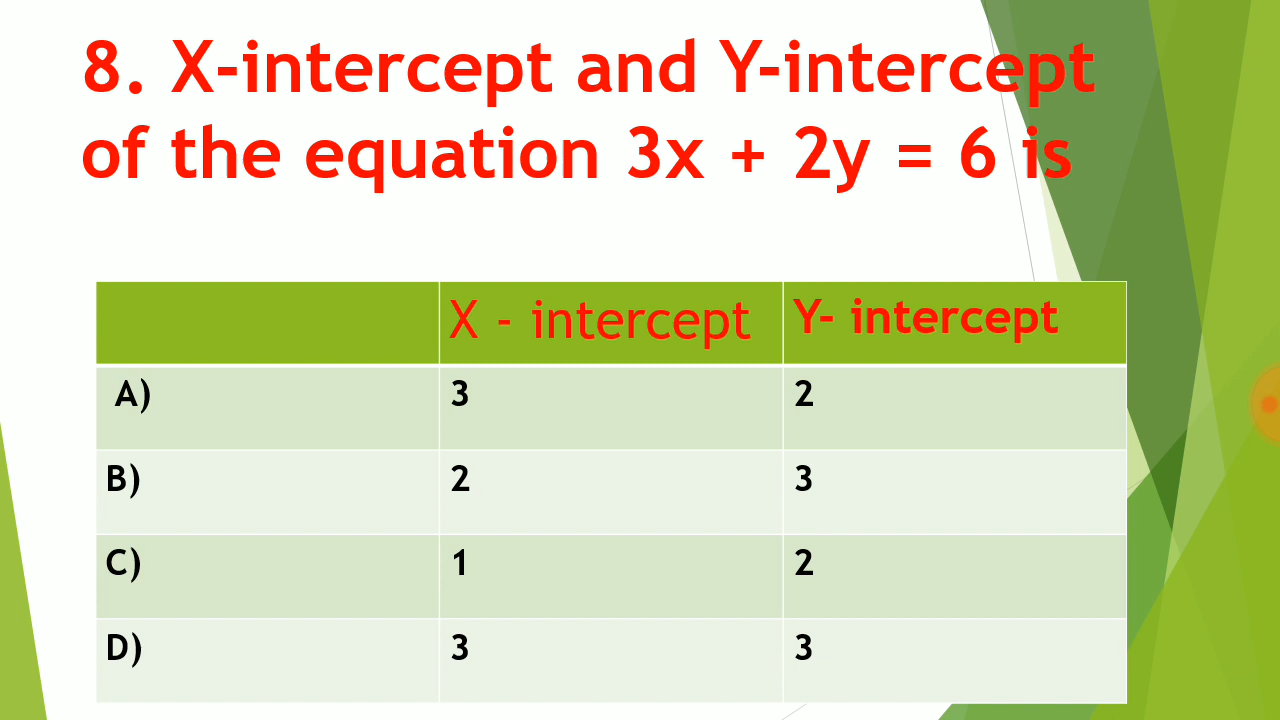 8. X-intercept and Y-intercept
of the equation 3x + 2y = 6 is
X - intercept Y- intercept
A) 3 2
B) 2 3
C) 1 2
D) 3 3